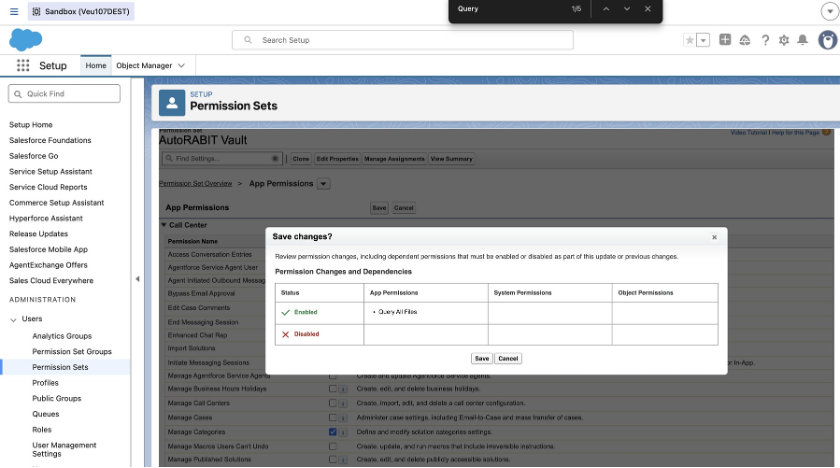 Sandbox (Veu107DEST)
Query
1/5
Search Setup
Setup
Home
Object Manager
Quick Find
SETUP
Permission Sets
Setup Home
Salesforce Foundations
Salesforce Go
Service Setup Assistant
Service Cloud Reports
Commerce Setup Assistant
Hyperforce Assistant
Release Updates
Salesforce Mobile App
AgentExchange Offers
Sales Cloud Everywhere
ADMINISTRATION
Users
Analytics Groups
Permission Set Groups
Permission Sets
Profiles
Public Groups
Queues
Roles
User Management
Settings
Permission Set
AutoRABIT Vault
Video Tutorial | Help for this Page
Find Settings...
Clone
Edit Properties
Manage Assignments
View Summary
Permission Set Overview > App Permissions
App Permissions
Save
Cancel
Call Center
Permission Name
Access Conversation Entries
Agentforce Service Agent User
Agent Initiated Outbound Messag
Bypass Email Approval
Edit Case Comments
End Messaging Session
Enhanced Chat Rep
Import Solutions
Initiate Messaging Sessions
er In-App.
Save changes?
Review permission changes, including dependent permissions that must be enabled or disabled as part of this update or previous changes.
Permission Changes and Dependencies
Status App Permissions System Permissions Object Permissions
Enabled • Query All Files
Disabled
Save
Cancel
Manage Agentforce Service Agents Create and update Agentforce Service agents.
Manage Business Hours Holidays Create, edit, and delete business holidays.
Manage Call Centers Create, import, edit, and delete a call center configuration.
Manage Cases Administer case settings, including Email-to-Case and mass transfer of cases.
Manage Categories Define and modify solution categories settings.
Manage Macros Users Can't Undo Create, update, and run macros that include irreversible instructions.
Manage Published Solutions Create, edit, and delete publicly accessible solutions.